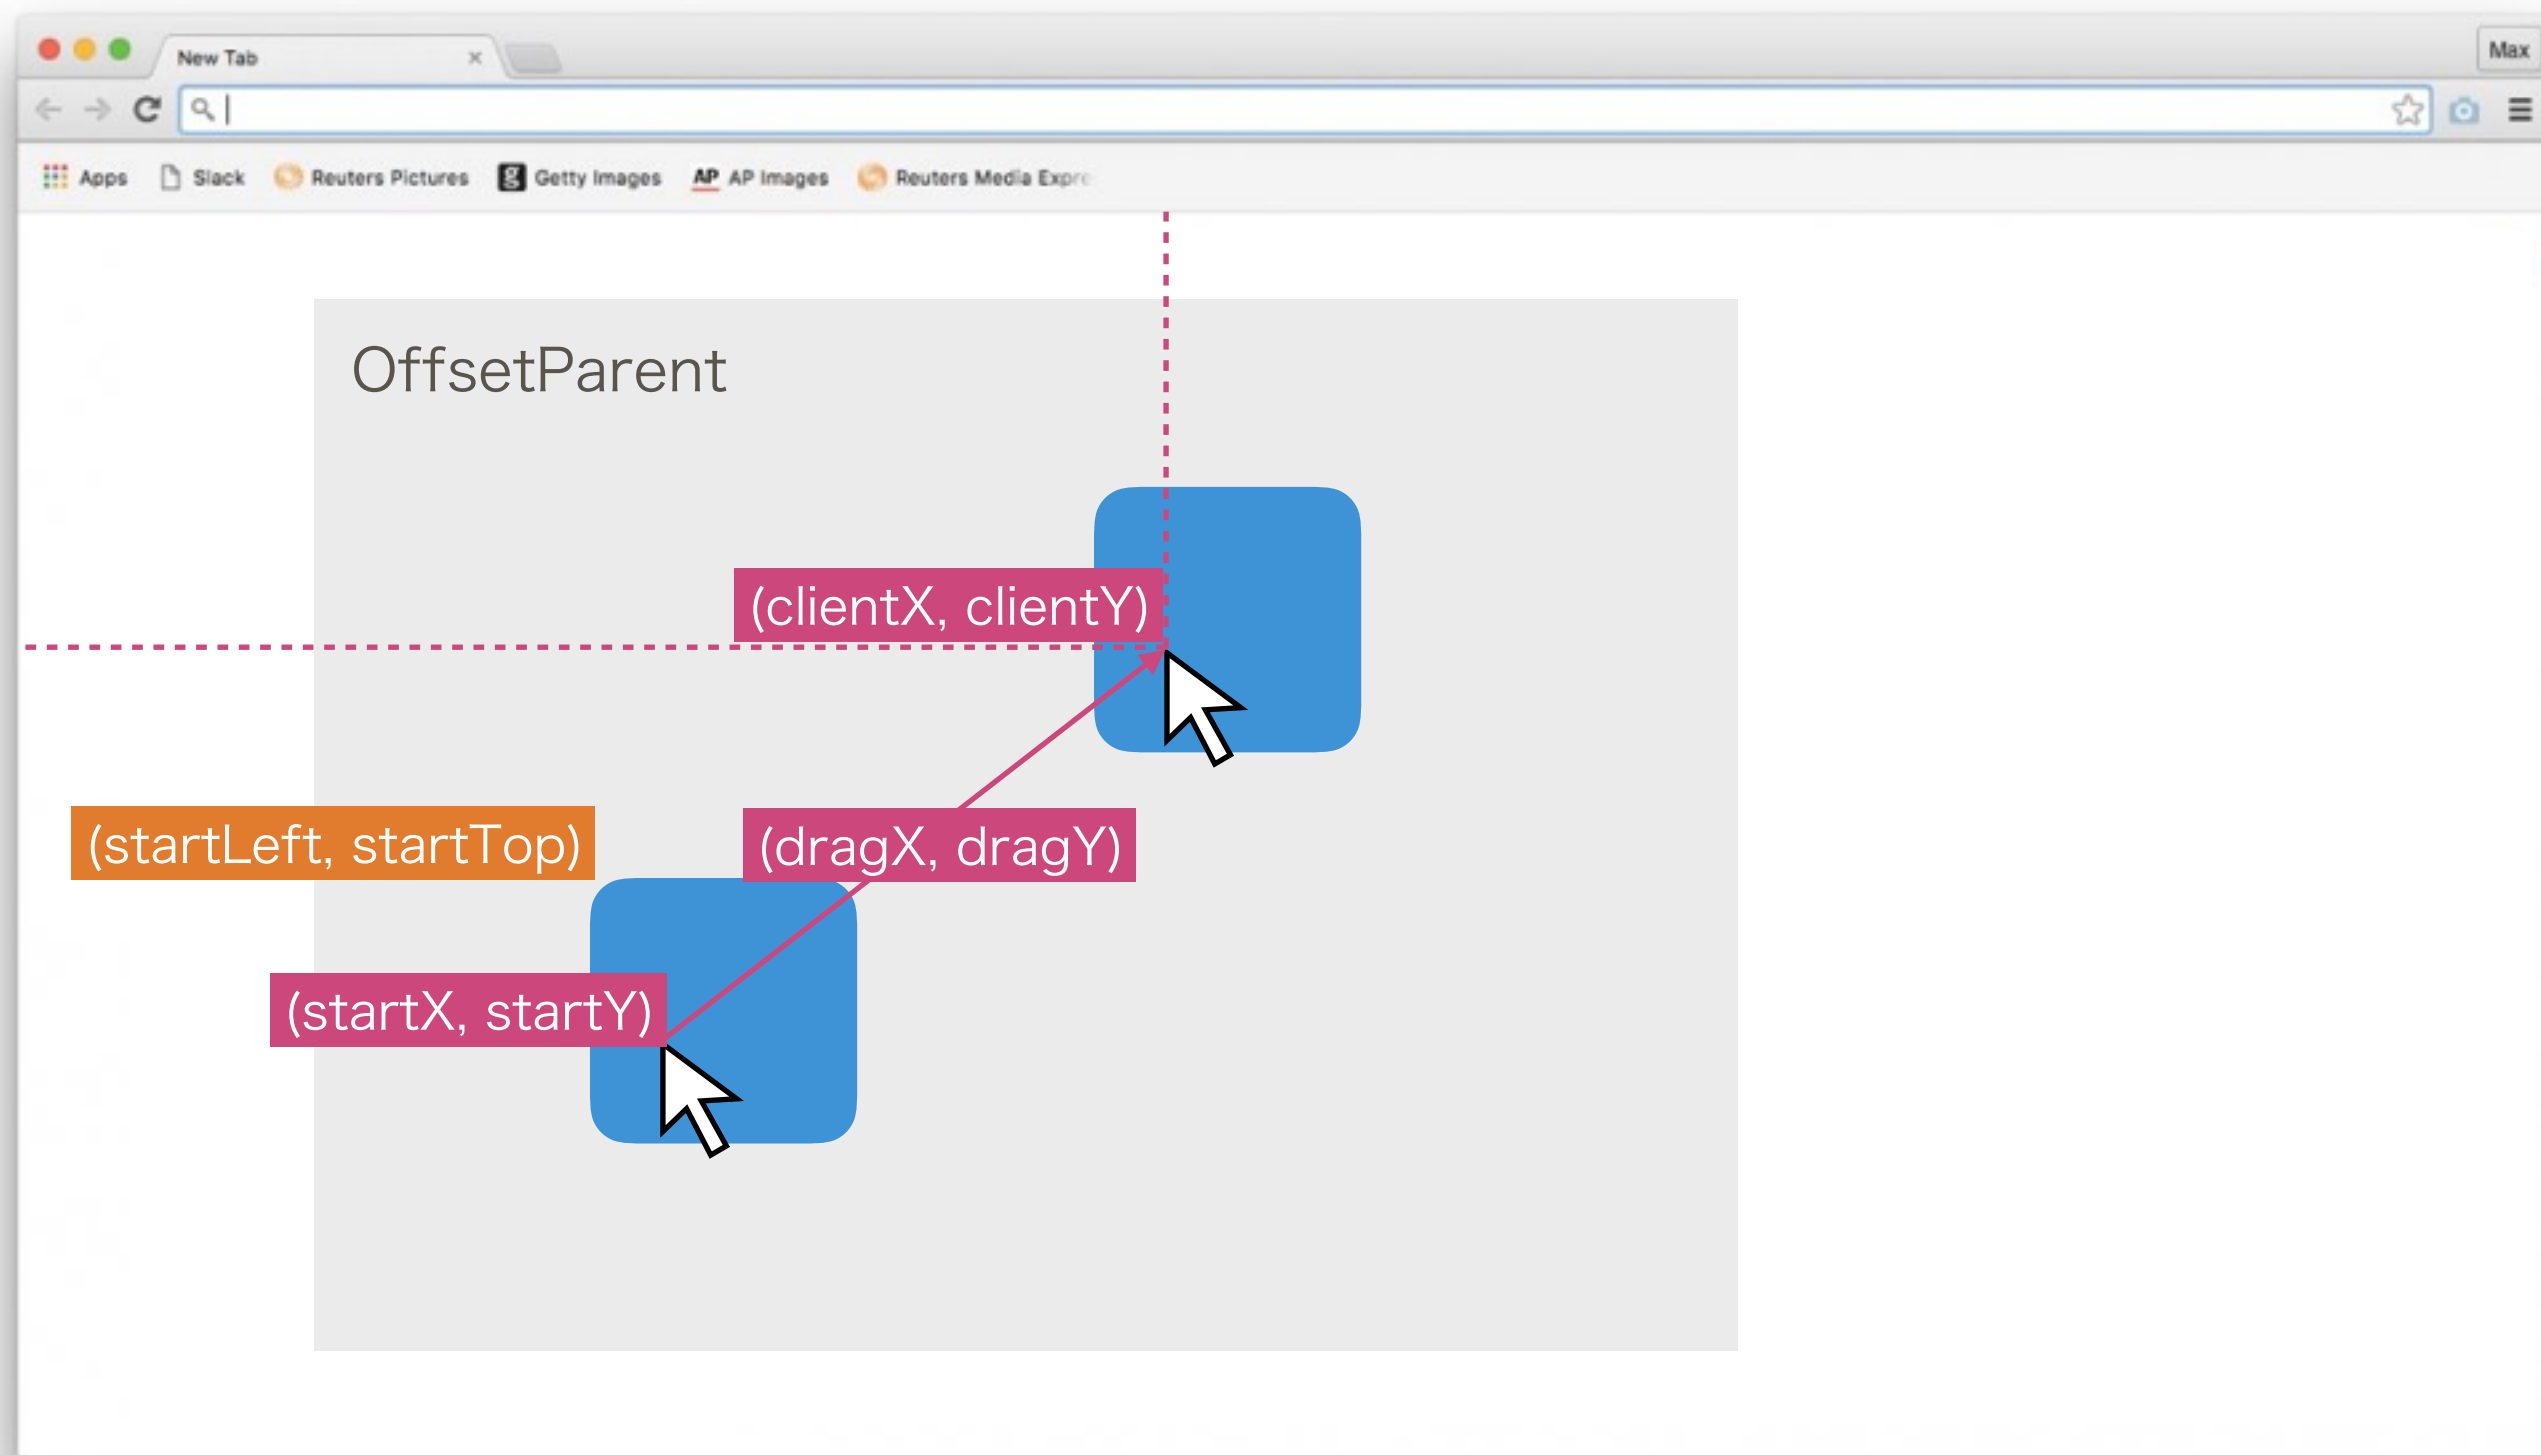 New Tab
Max
Apps Slack Reuters Pictures Getty Images AP AP Images Reuters Media Expre
OffsetParent
(clientX, clientY)
(startLeft, startTop)
(dragX, dragY)
(startX, startY)